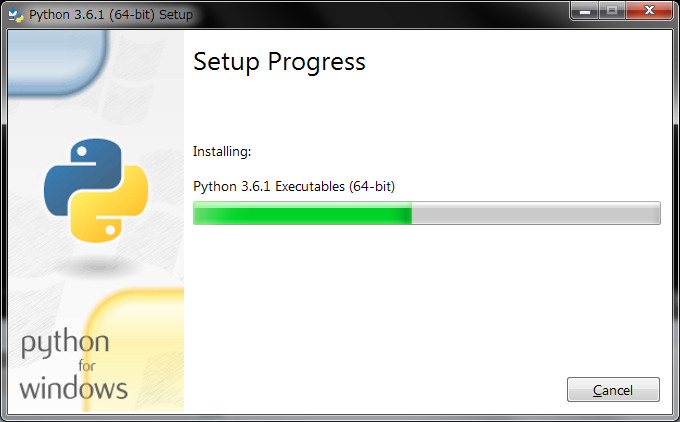 Python 3.6.1 (64-bit) Setup
Setup Progress
Installing:
Python 3.6.1 Executables (64-bit)
python
for
windows
Cancel